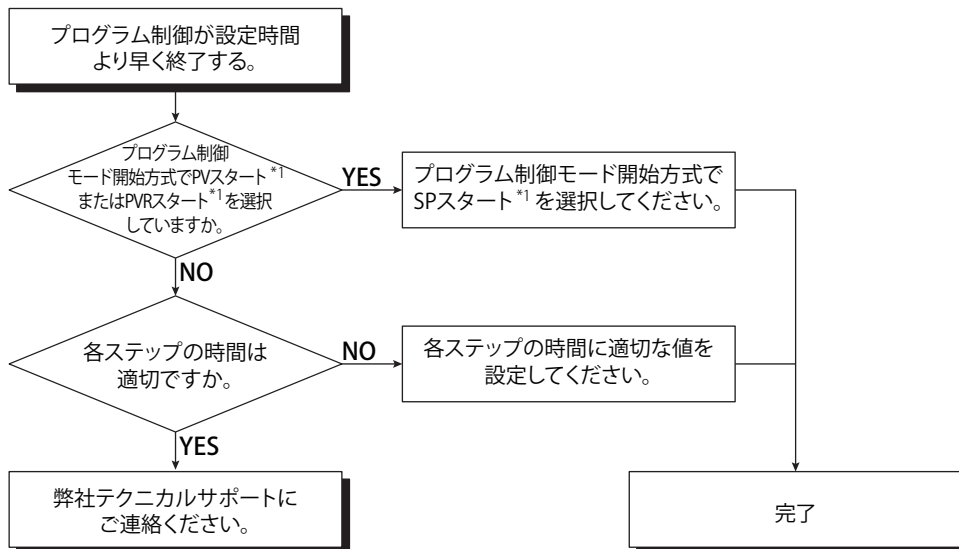 プログラム制御が設定時間
より早く終了する。
プログラム制御
モード開始方式でPVスタート*1
またはPVRスタート*1を選択
していますか。
YES
プログラム制御モード開始方式で
SPスタート*1 を選択してください。
NO
各ステップの時間は
適切ですか。
NO
各ステップの時間に適切な値を
設定してください。
YES
弊社テクニカルサポートに
ご連絡ください。
完了